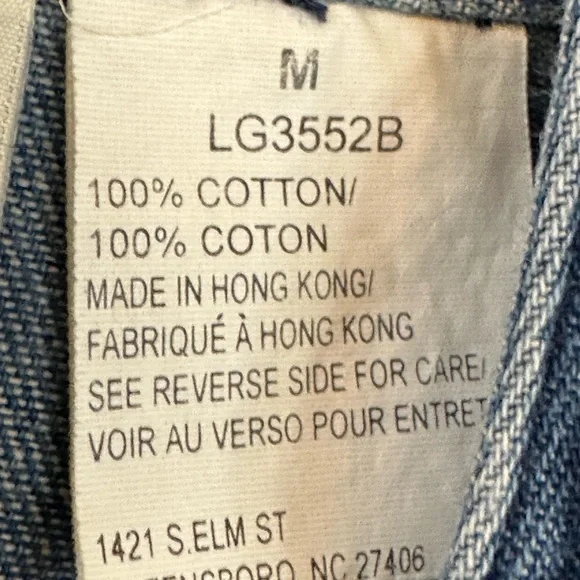 M
LG3552B
100% COTTON/
100% COTON
MADE IN HONG KONG/
FABRIQUÉ À HONG KONG
SEE REVERSE SIDE FOR CARE/
VOIR AU VERSO POUR ENTRET
1421 S.ELM ST
NC 27406